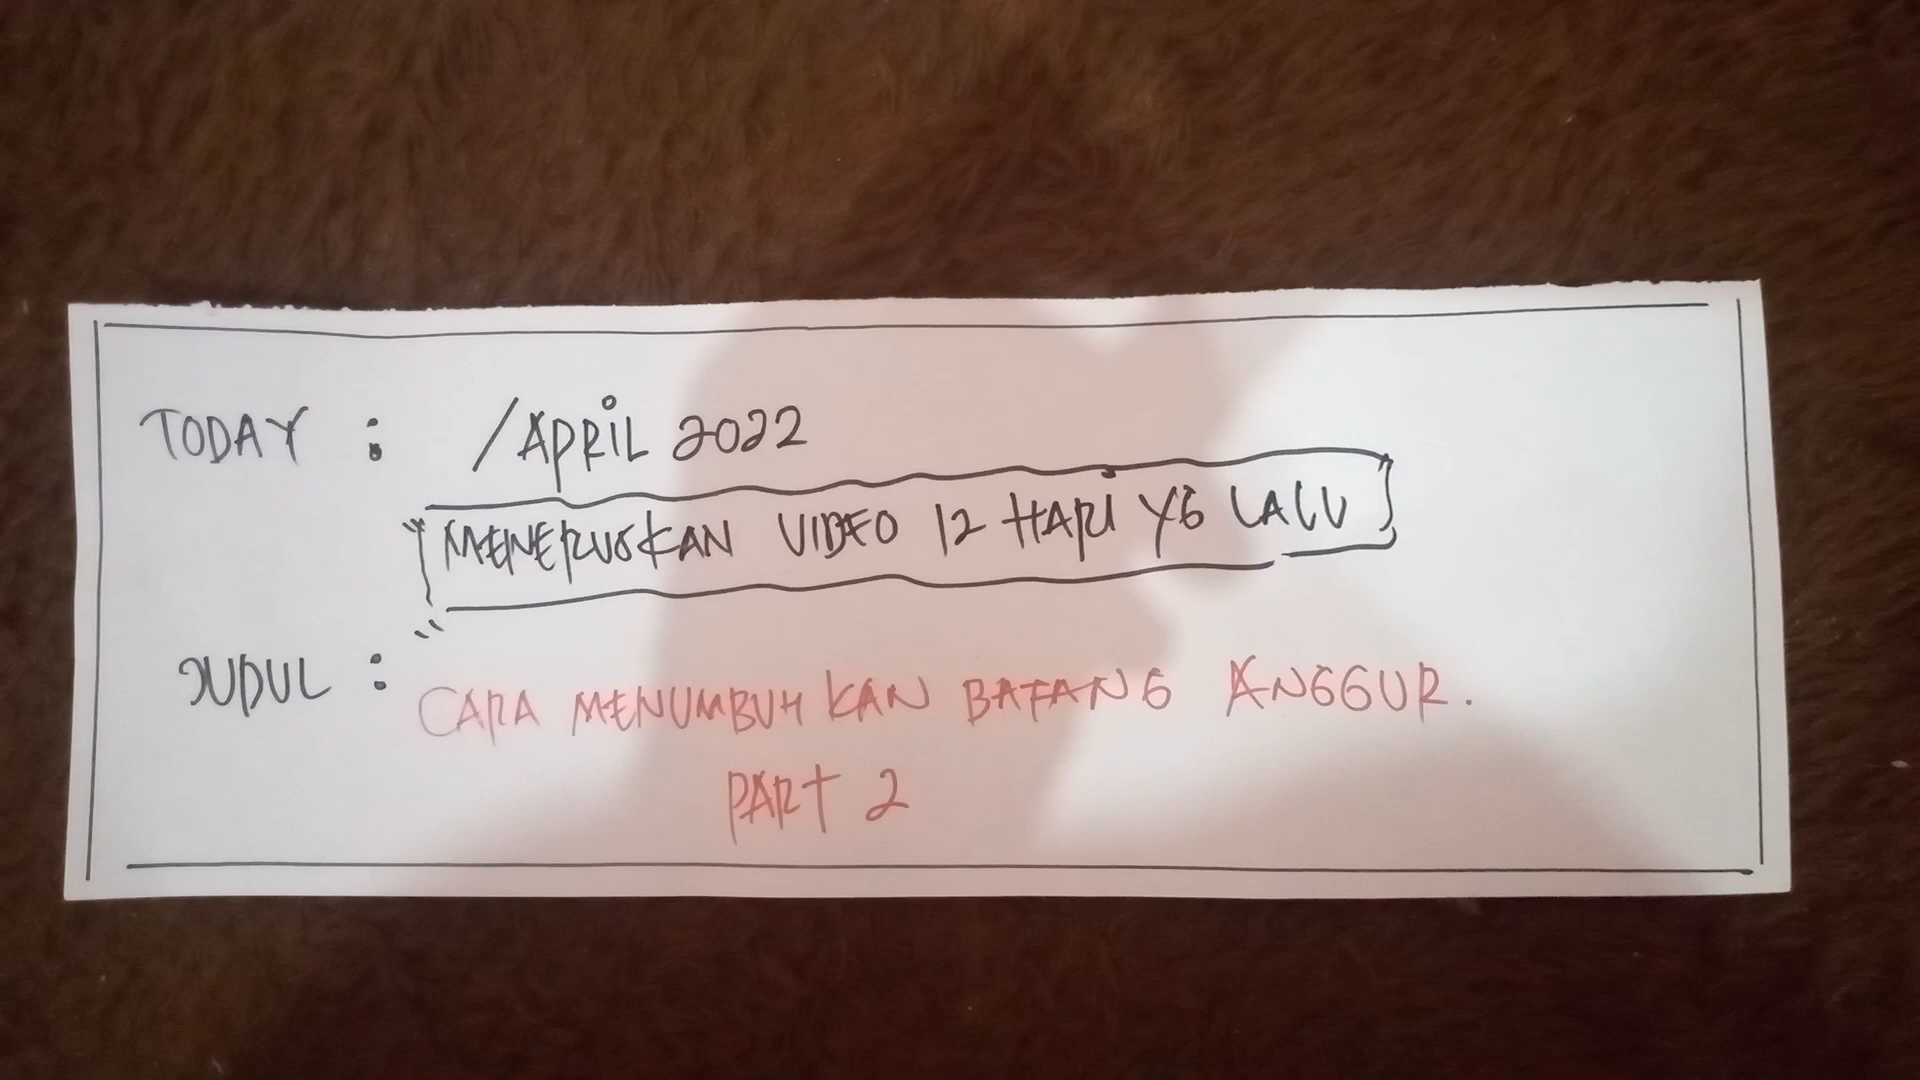 TODAY : /APRIL 2022
MENERUSKAN VIDEO 12 HARI YG LALU
JUDUL : CARA MENUMBUHKAN BATANG ANGGUR.
PART 2